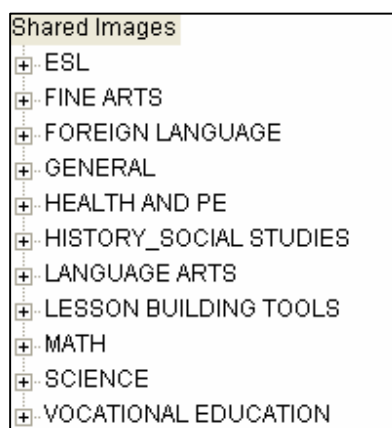 Shared Images
ESL
FINE ARTS
FOREIGN LANGUAGE
GENERAL
HEALTH AND PE
HISTORY_SOCIAL STUDIES
LANGUAGE ARTS
LESSON BUILDING TOOLS
MATH
SCIENCE
VOCATIONAL EDUCATION